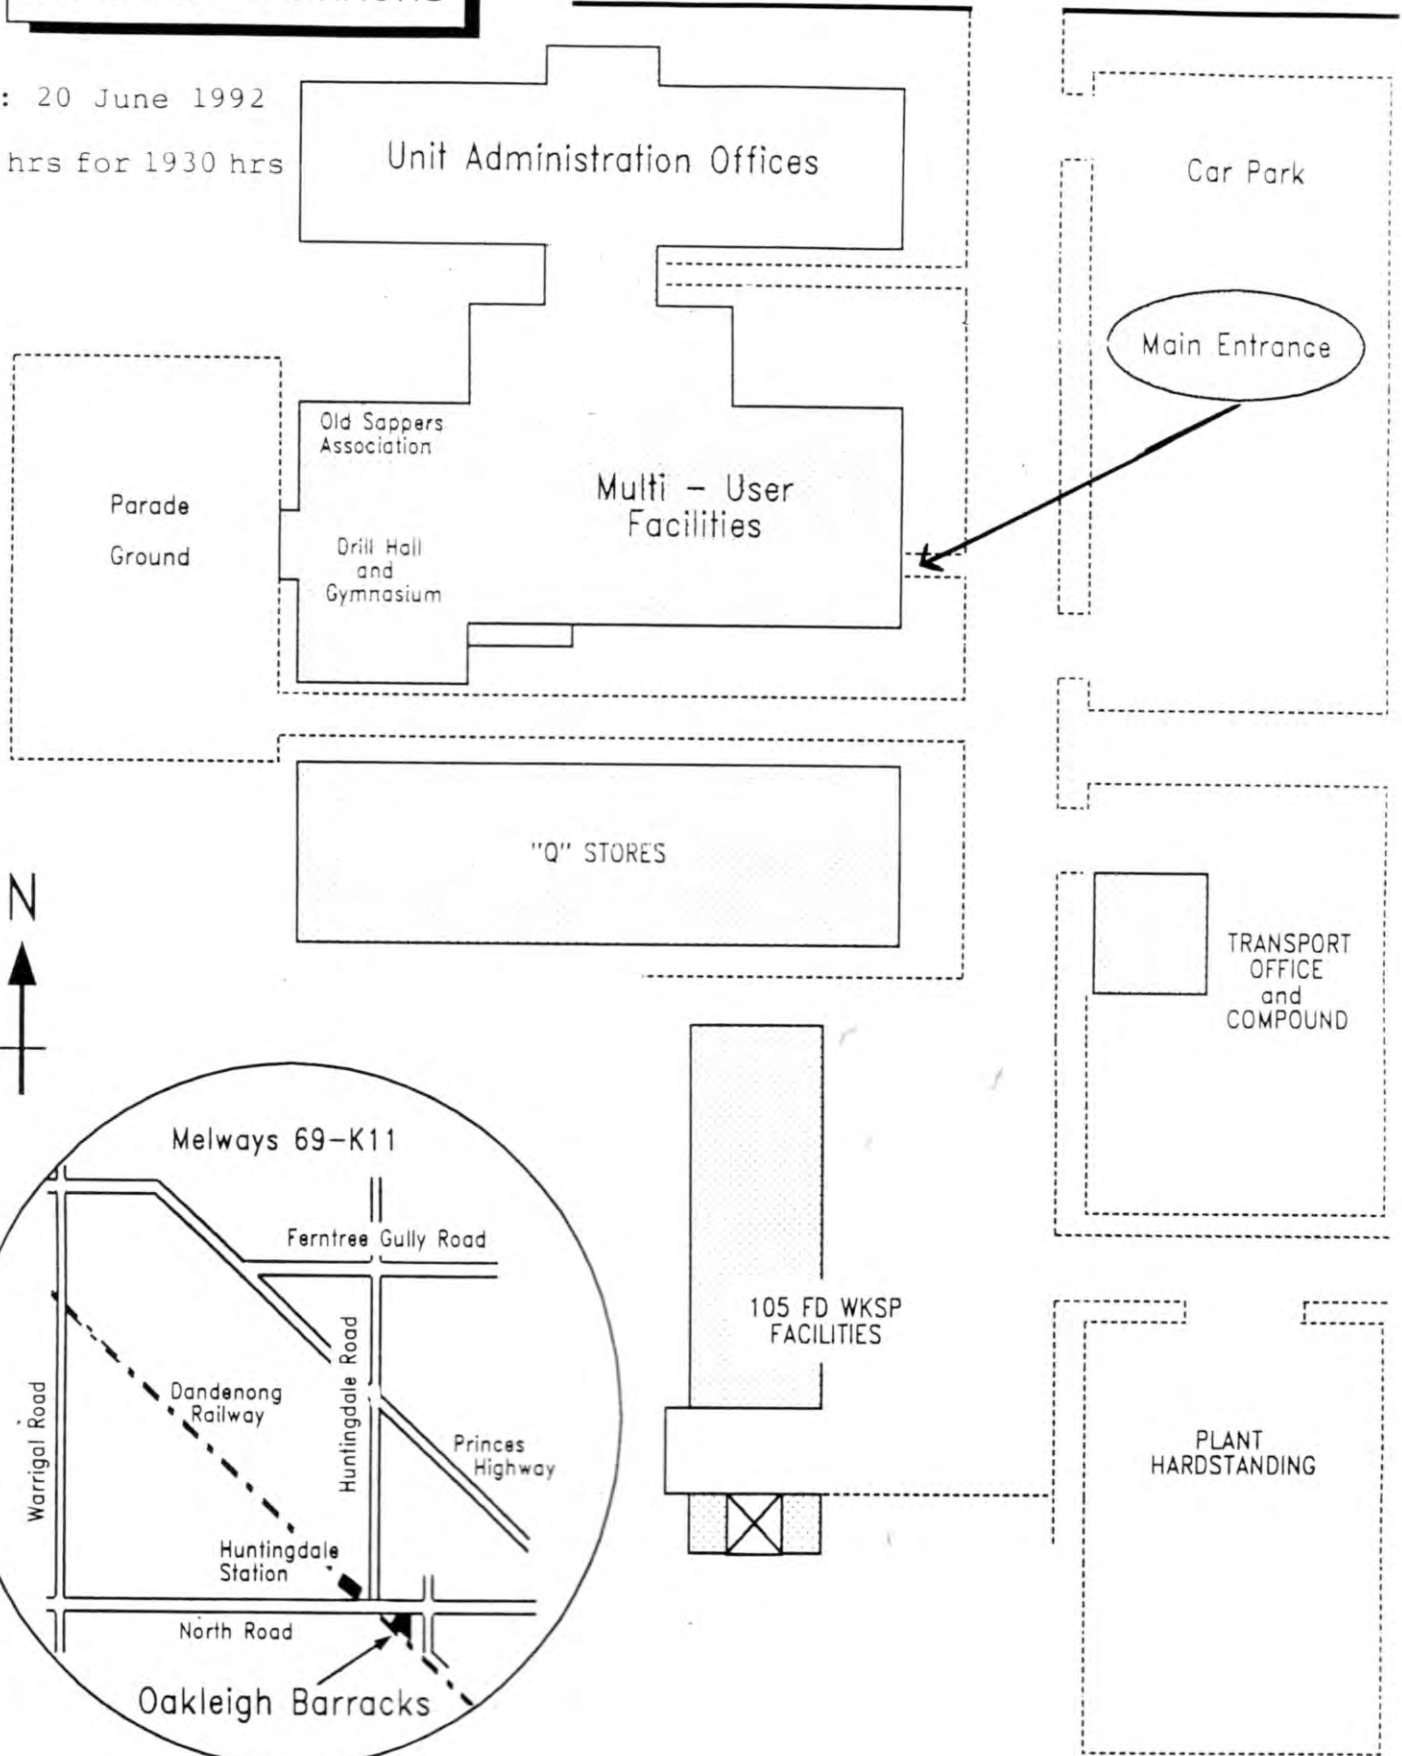 : 20 June 1992
hrs for 1930 hrs
Unit Administration Offices
Car Park
Main Entrance
Old Sappers
Association
Multi - User
Facilities
Parade
Ground
Drill Hall
and
Gymnasium
"Q" STORES
N
TRANSPORT
OFFICE
and
COMPOUND
Melways 69-K11
Ferntree Gully Road
Huntingdale Road
Warrigal Road
Dandenong
Railway
Princes
Highway
Huntingdale
Station
North Road
Oakleigh Barracks
105 FD WKSP
FACILITIES
PLANT
HARDSTANDING